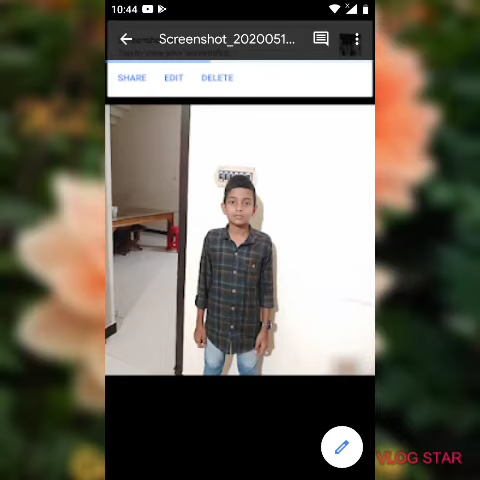 10:44
Screenshot_2020051...
SHARE EDIT DELETE
VLOG STAR